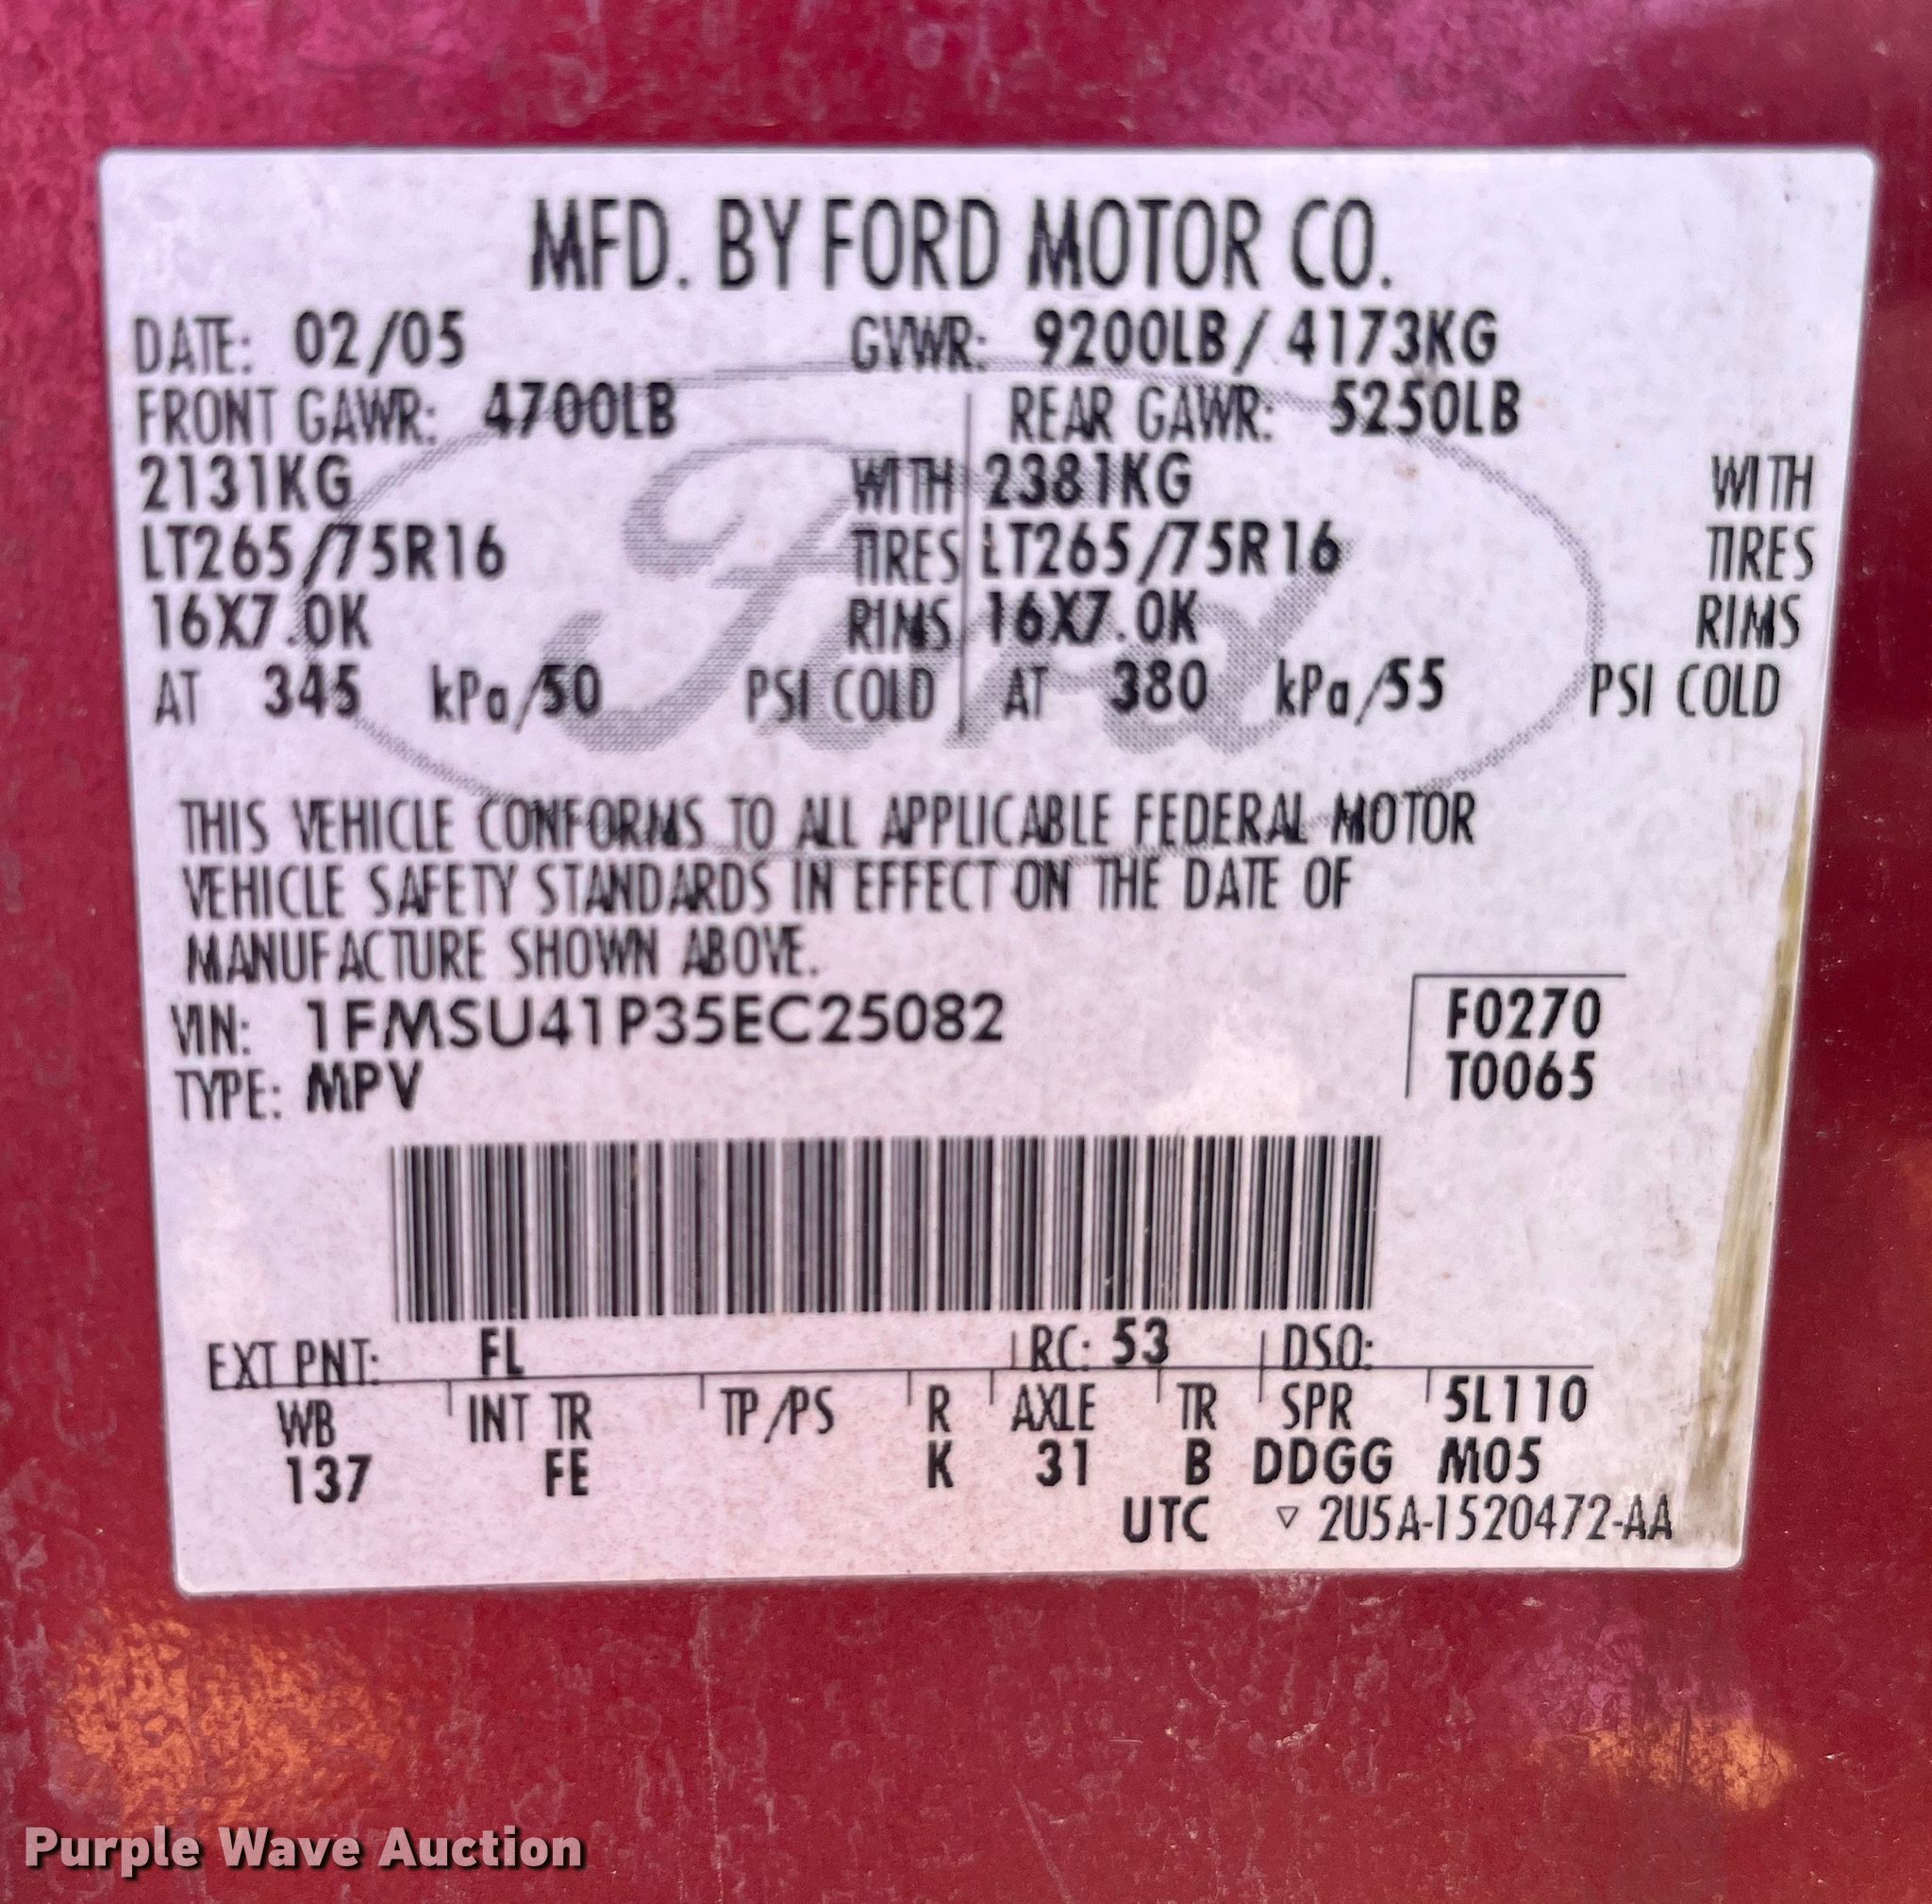 MFD. BY FORD MOTOR CO.
DATE: 02/05 GVWR: 9200LB/ 4173KG
FRONT GAWR: 4700LB REAR GAWR: 5250LB
2131KG WITH 2381KG WITH
LT265/75R16 TIRES LT265/75R16 TIRES
16X7.0K RIMS 16X7.0K RIMS
AT 345 kPa/50 PSI COLD AT 380 kPa/55 PSI COLD
Ford
THIS VEHICLE CONFORMS TO ALL APPLICABLE FEDERAL MOTOR
VEHICLE SAFETY STANDARDS IN EFFECT ON THE DATE OF
MANUFACTURE SHOWN ABOVE.
VIN: 1FMSU41P35EC25082 F0270
TYPE: MPV T0065
EXT PNT: FL RC: 53 DSO:
WB INT TR TP/PS R AXLE TR SPR 5L110
137 FE K 31 B DDGG M05
UTC ▽ 2U5A-1520472-AA
Purple Wave Auction